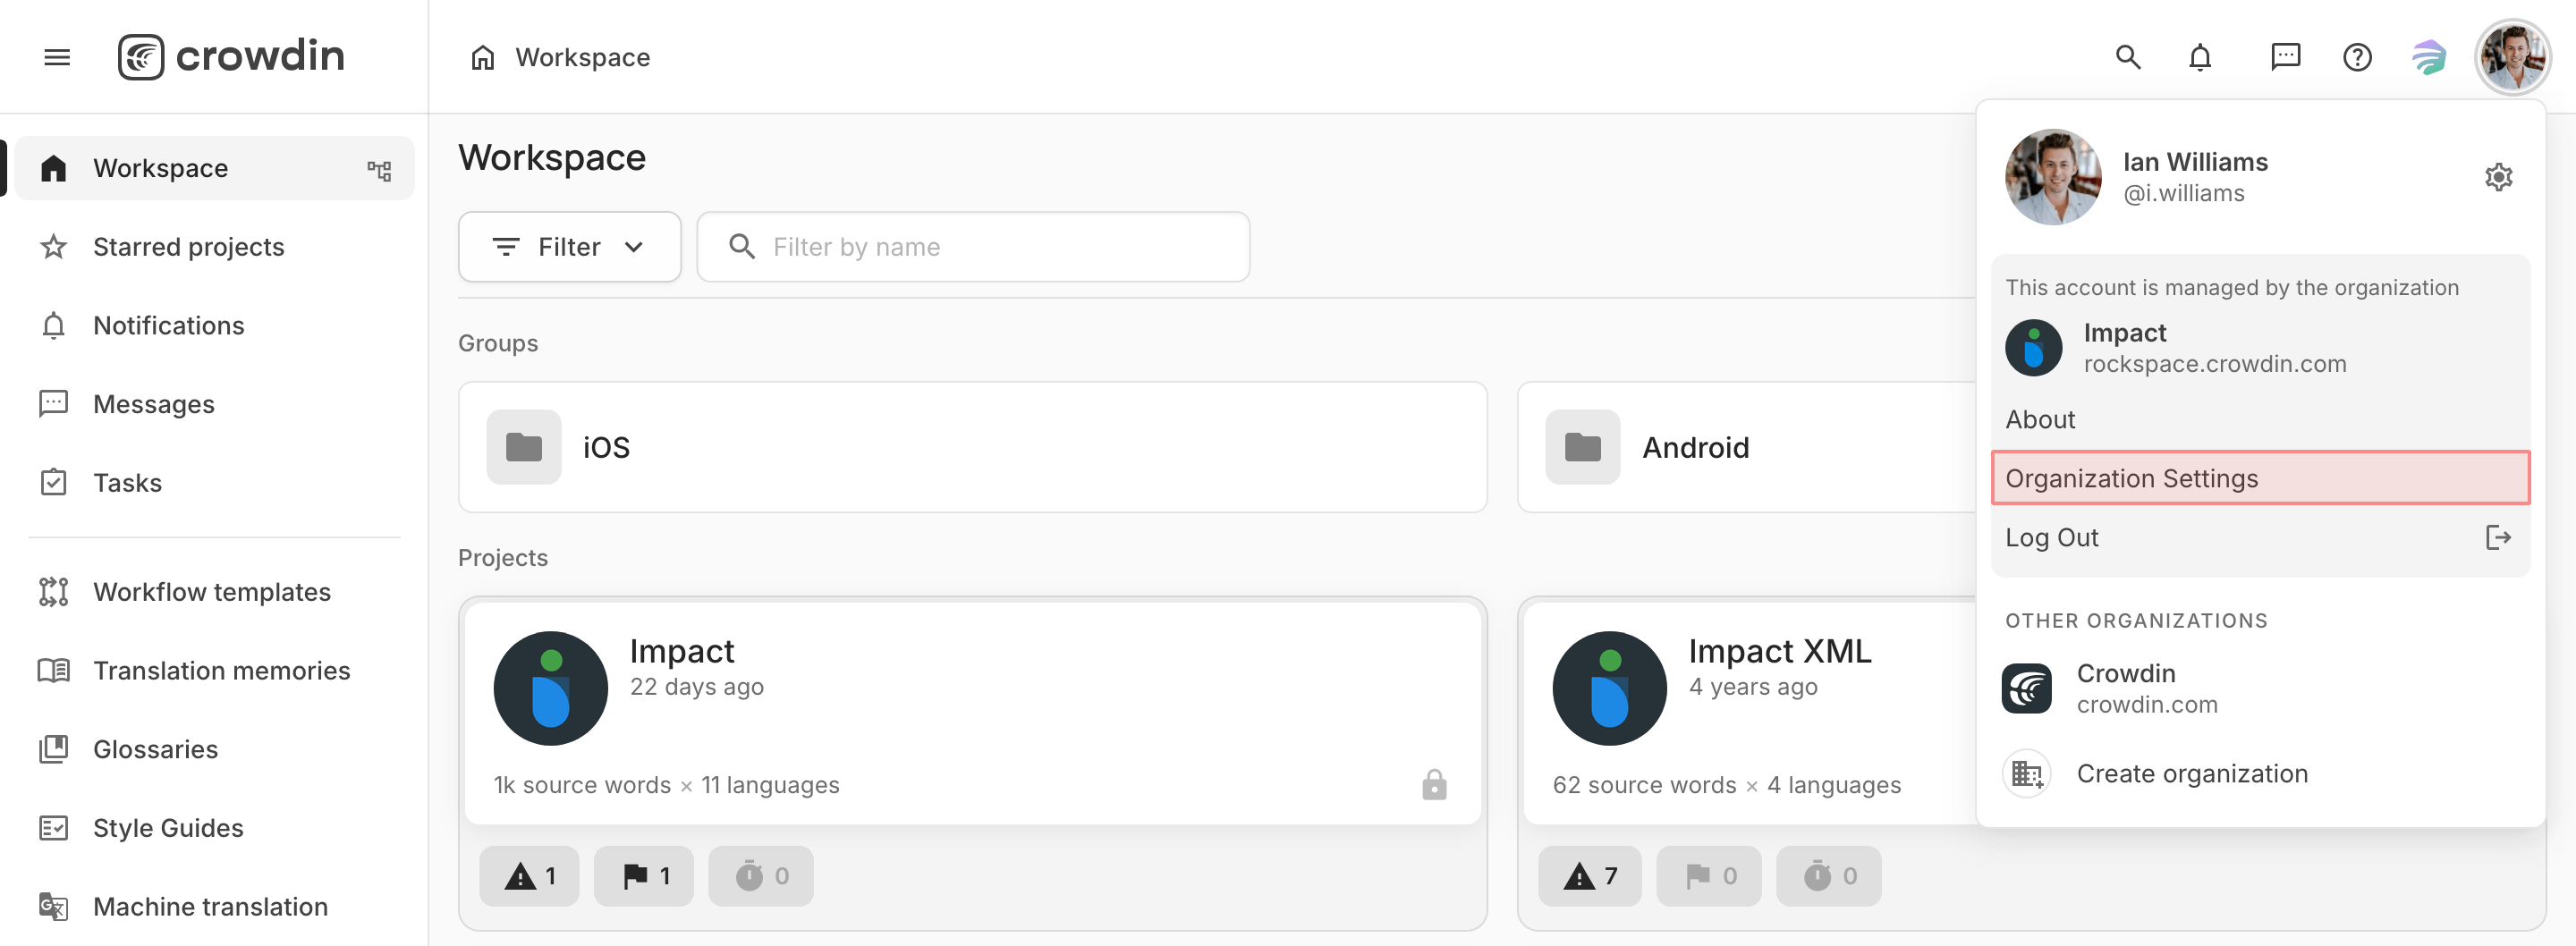 crowdin
Workspace
Workspace
Starred projects
Notifications
Messages
Tasks
Workflow templates
Translation memories
Glossaries
Style Guides
Machine translation
Workspace
Filter
Filter by name
Groups
iOS
Android
Projects
Impact
22 days ago
1k source words × 11 languages
1
1
0
Impact XML
4 years ago
62 source words × 4 languages
7
0
0
Ian Williams
@i.williams
This account is managed by the organization
Impact
rockspace.crowdin.com
About
Organization Settings
Log Out
OTHER ORGANIZATIONS
Crowdin
crowdin.com
Create organization